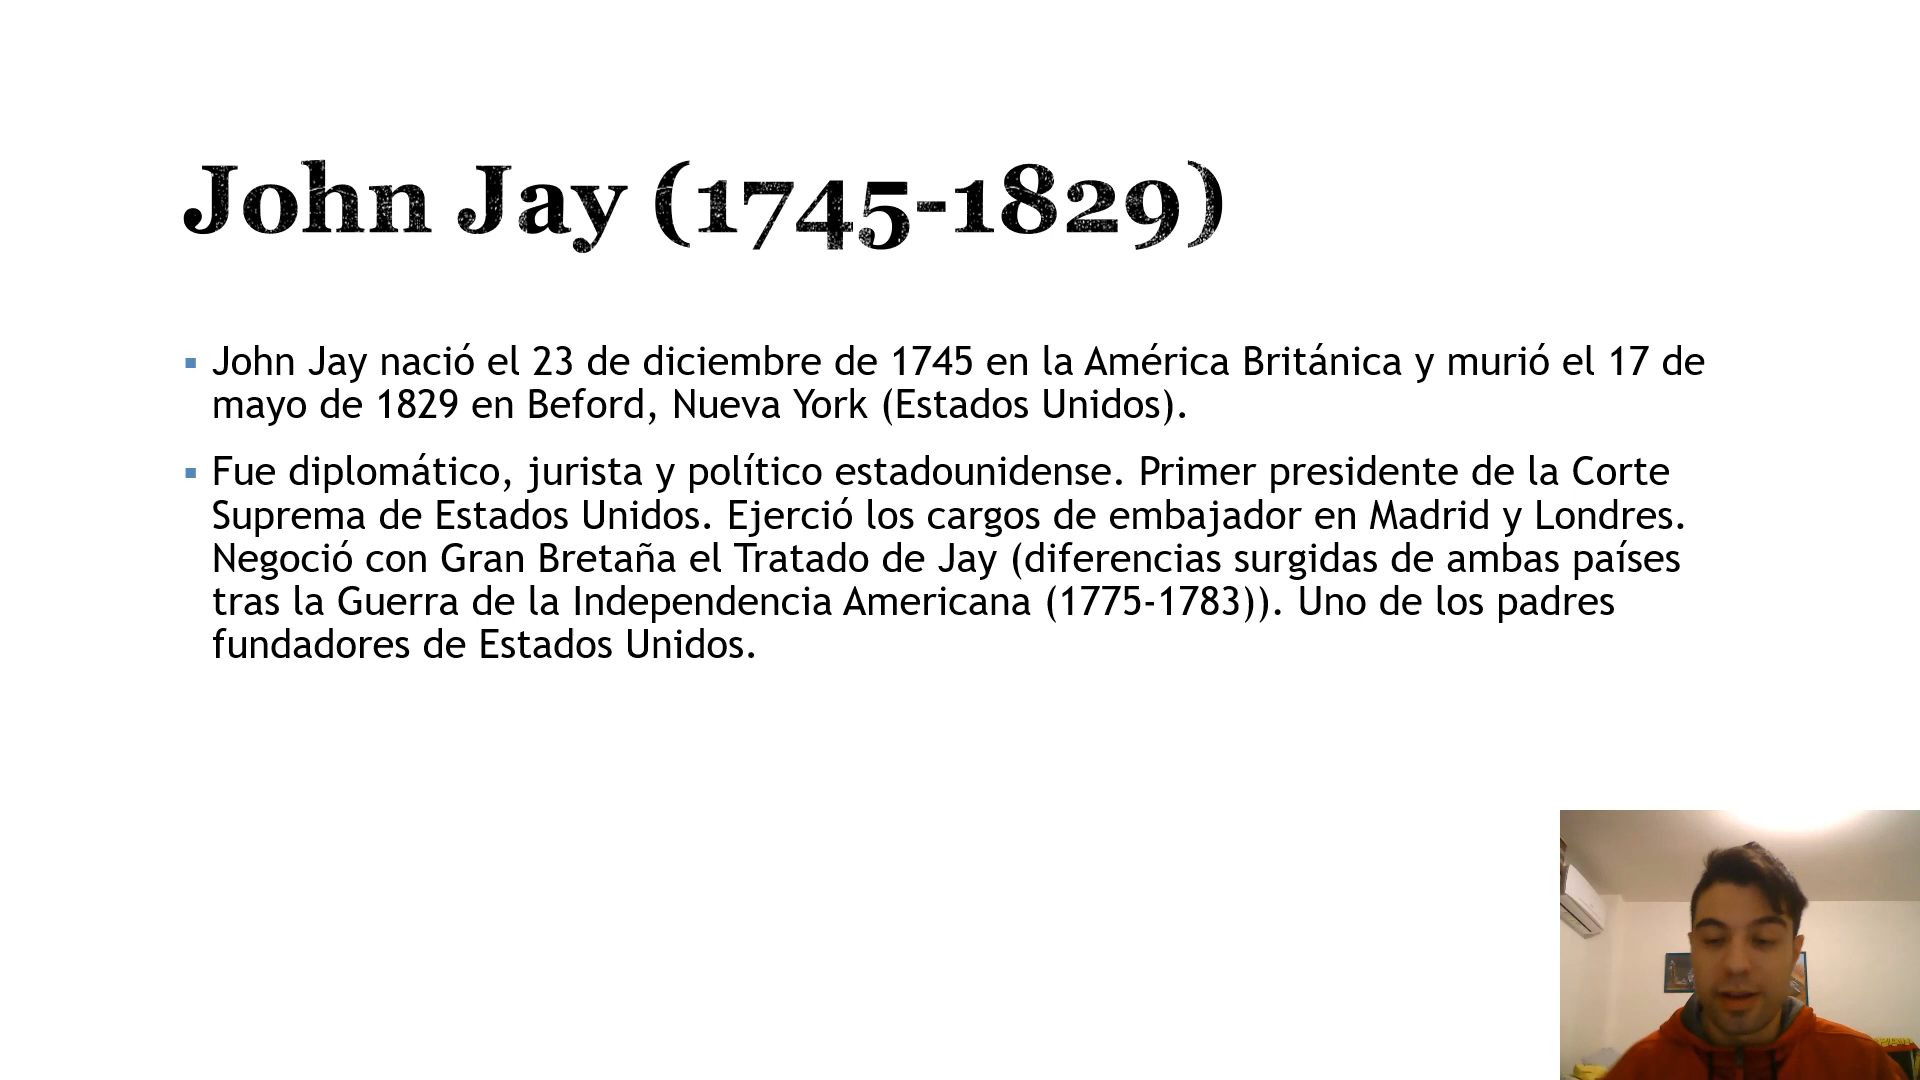 John Jay (1745-1829)
John Jay nació el 23 de diciembre de 1745 en la América Británica y murió el 17 de
mayo de 1829 en Beford, Nueva York (Estados Unidos).
Fue diplomático, jurista y político estadounidense. Primer presidente de la Corte
Suprema de Estados Unidos. Ejerció los cargos de embajador en Madrid y Londres.
Negoció con Gran Bretaña el Tratado de Jay (diferencias surgidas de ambas países
tras la Guerra de la Independencia Americana (1775-1783)). Uno de los padres
fundadores de Estados Unidos.